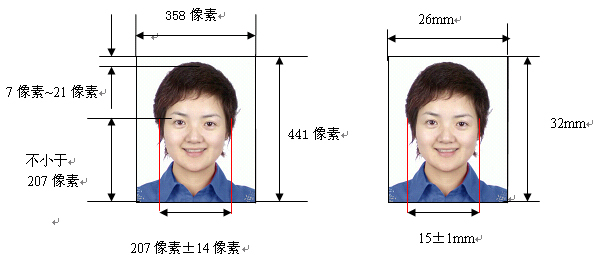 358 像素
26mm
7 像素~21 像素
441 像素
32mm
不小于
207 像素
207 像素±14 像素
15±1mm